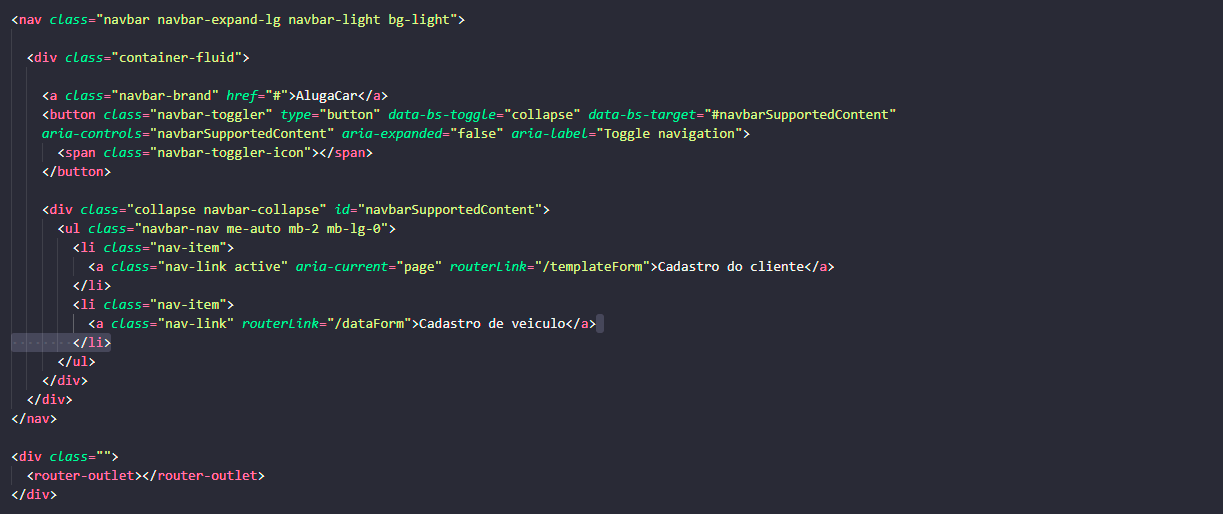 <nav class="navbar navbar-expand-lg navbar-light bg-light">
<div class="container-fluid">
<a class="navbar-brand" href="#">AlugaCar</a>
<button class="navbar-toggler" type="button" data-bs-toggle="collapse" data-bs-target="#navbarSupportedContent"
aria-controls="navbarSupportedContent" aria-expanded="false" aria-label="Toggle navigation">
<span class="navbar-toggler-icon"></span>
</button>
<div class="collapse navbar-collapse" id="navbarSupportedContent">
<ul class="navbar-nav me-auto mb-2 mb-lg-0">
<li class="nav-item">
<a class="nav-link active" aria-current="page" routerLink="/templateForm">Cadastro do cliente</a>
</li>
<li class="nav-item">
<a class="nav-link" routerLink="/dataForm">Cadastro de veiculo</a>
</li>
</ul>
</div>
</div>
</nav>
<div class="">
<router-outlet></router-outlet>
</div>